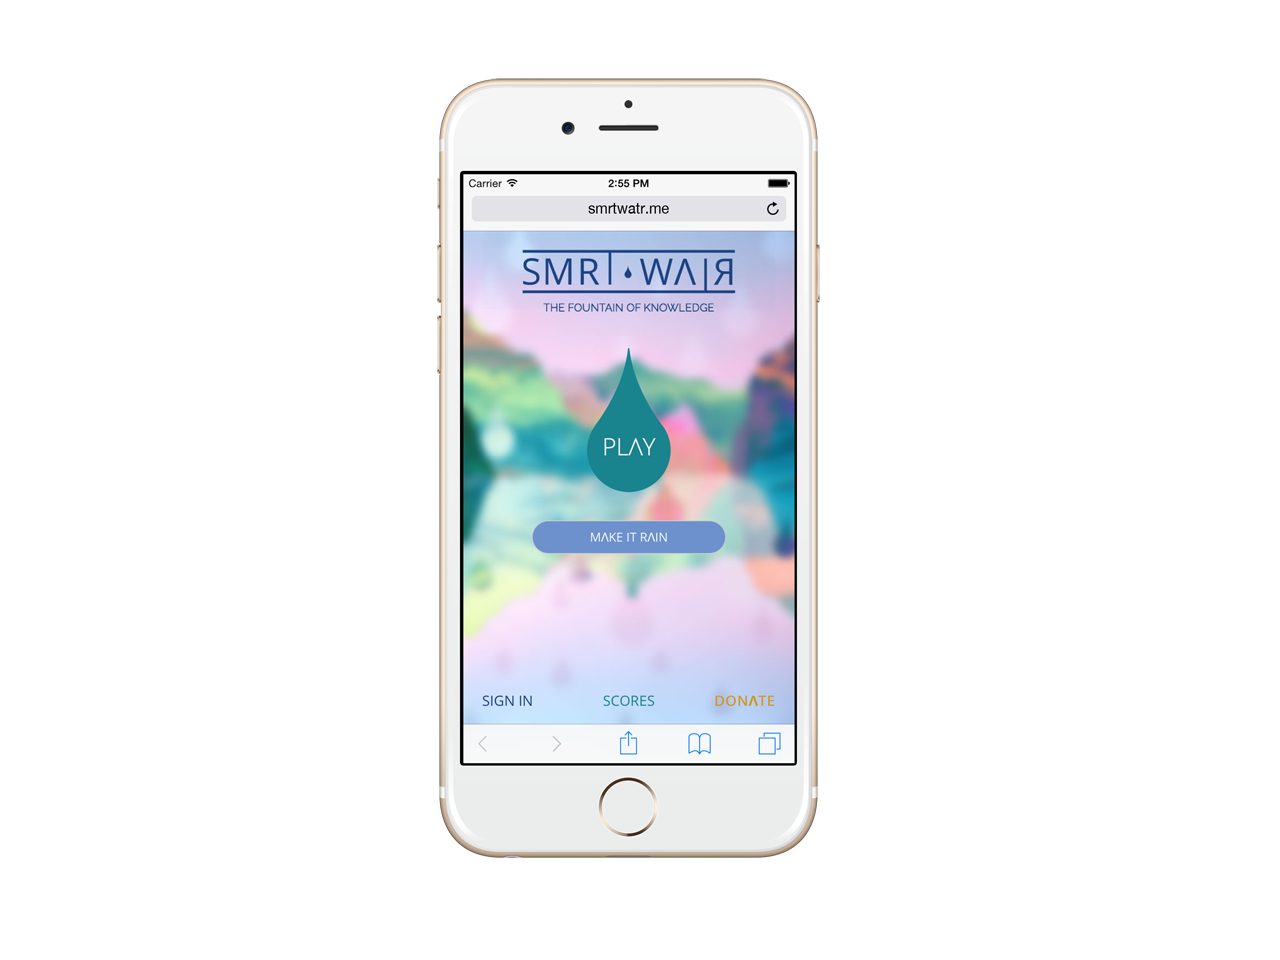 Carrier 2:55 PM
smrtwatr.me
SMRT WATR
THE FOUNTAIN OF KNOWLEDGE
PLAY
MAKE IT RAIN
SIGN IN SCORES DONATE